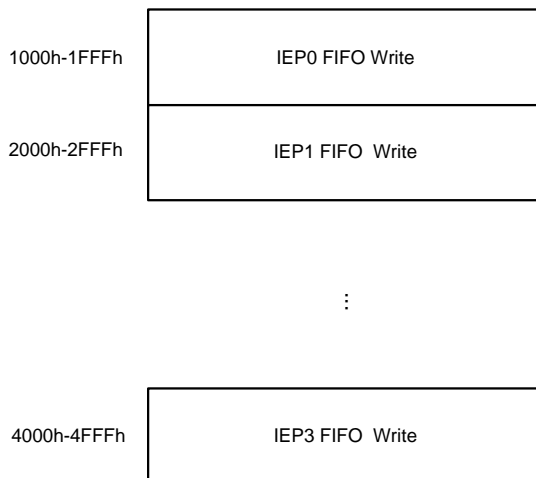 1000h-1FFFh IEP0 FIFO Write
2000h-2FFFh IEP1 FIFO Write
...
4000h-4FFFh IEP3 FIFO Write